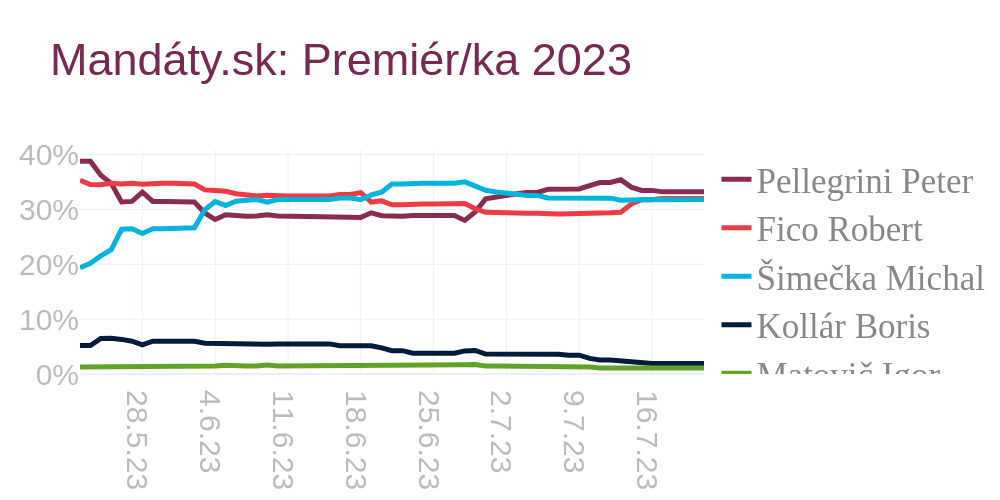 Mandáty.sk: Premiér/ka 2023
40%
30%
20%
10%
0%
28.5.23
4.6.23
11.6.23
18.6.23
25.6.23
2.7.23
9.7.23
16.7.23
Pellegrini Peter
Fico Robert
Šimečka Michal
Kollár Boris
Matovič Igor